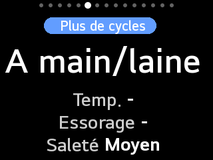 Plus de cycles
A main/laine
Temp. -
Essorage -
Saleté Moyen